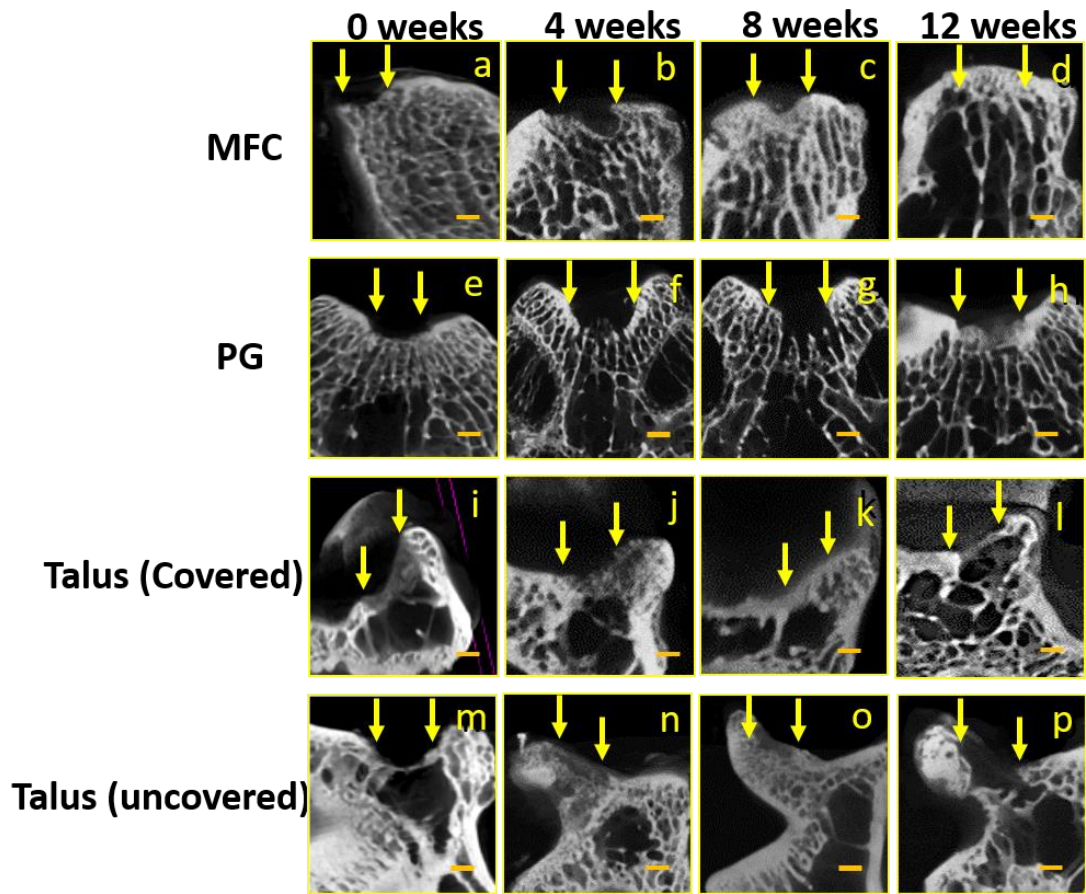 0 weeks 4 weeks 8 weeks 12 weeks
MFC a b c d
PG e f g h
Talus (Covered) i j k l
Talus (uncovered) m n o p